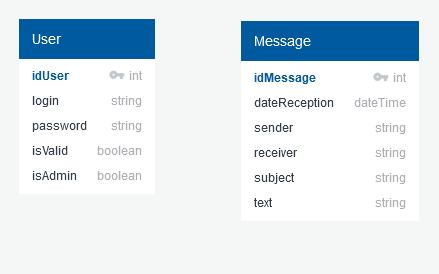 User
idUser int
login string
password string
isValid boolean
isAdmin boolean
Message
idMessage int
dateReception dateTime
sender string
receiver string
subject string
text string